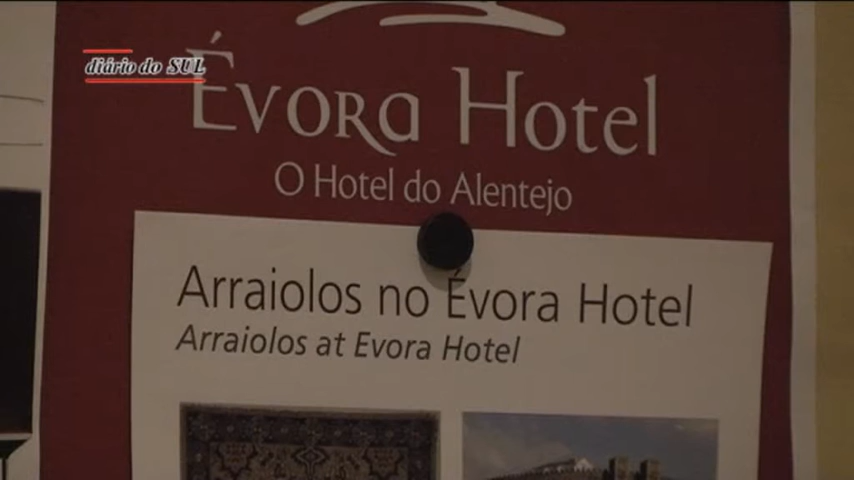 diário do SUL
Évora Hotel
O Hotel do Alentejo
Arraiolos no Évora Hotel
Arraiolos at Evora Hotel